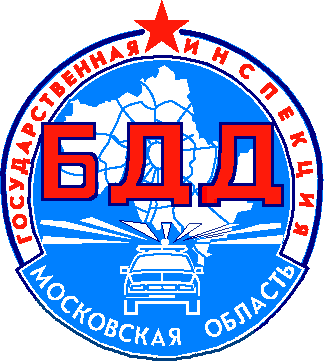 ГОСУДАРСТВЕННАЯ ИНСПЕКЦИЯ
БДД
МОСКОВСКАЯ ОБЛАСТЬ